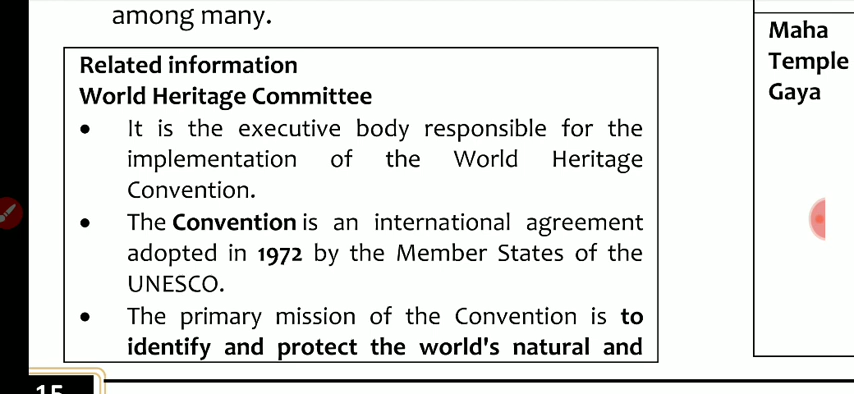 among many.
Related information
World Heritage Committee
• It is the executive body responsible for the
implementation of the World Heritage
Convention.
• The Convention is an international agreement
adopted in 1972 by the Member States of the
UNESCO.
• The primary mission of the Convention is to
identify and protect the world's natural and
15
Maha
Temple
Gaya